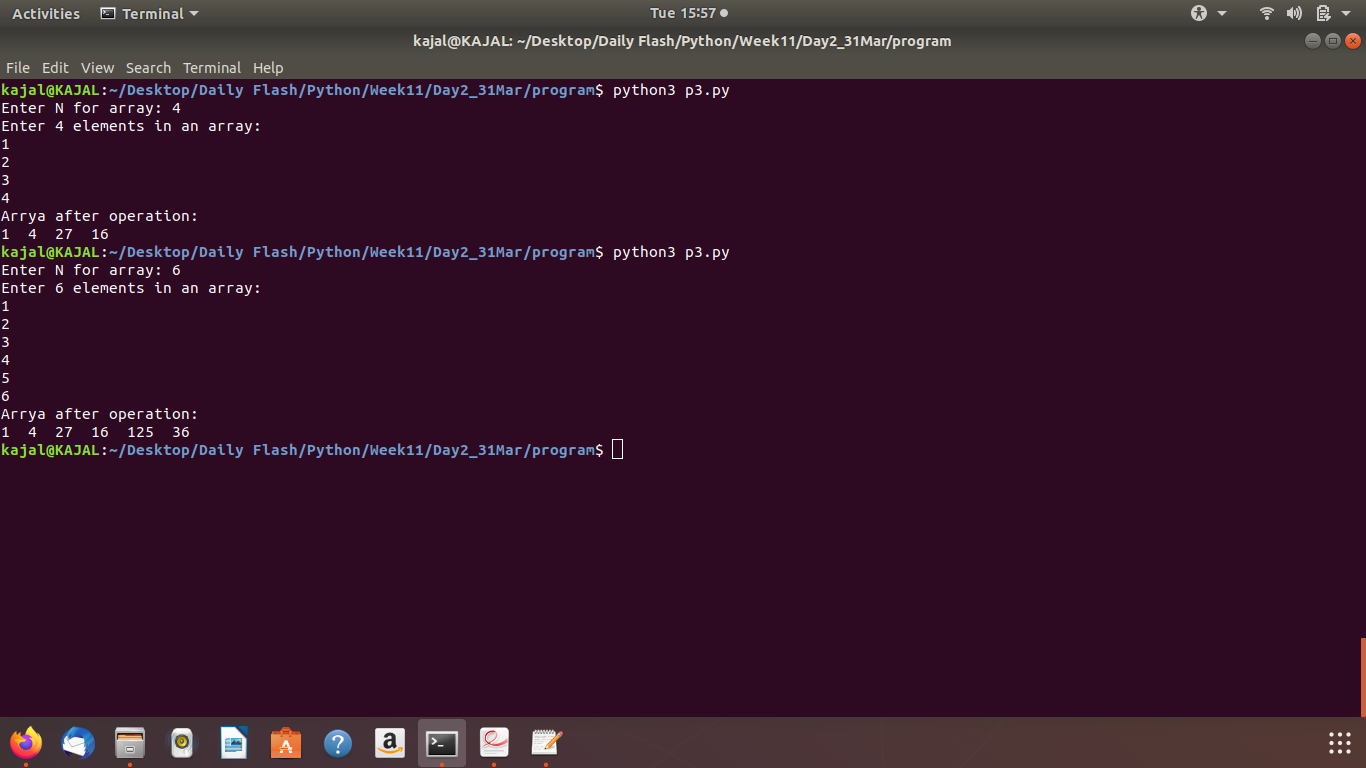 Activities Terminal Tue 15:57
kajal@KAJAL: ~/Desktop/Daily Flash/Python/Week11/Day2_31Mar/program
File Edit View Search Terminal Help
kajal@KAJAL:~/Desktop/Daily Flash/Python/Week11/Day2_31Mar/program$ python3 p3.py
Enter N for array: 4
Enter 4 elements in an array:
1
2
3
4
Arrya after operation:
1  4  27  16
kajal@KAJAL:~/Desktop/Daily Flash/Python/Week11/Day2_31Mar/program$ python3 p3.py
Enter N for array: 6
Enter 6 elements in an array:
1
2
3
4
5
6
Arrya after operation:
1  4  27  16  125  36
kajal@KAJAL:~/Desktop/Daily Flash/Python/Week11/Day2_31Mar/program$